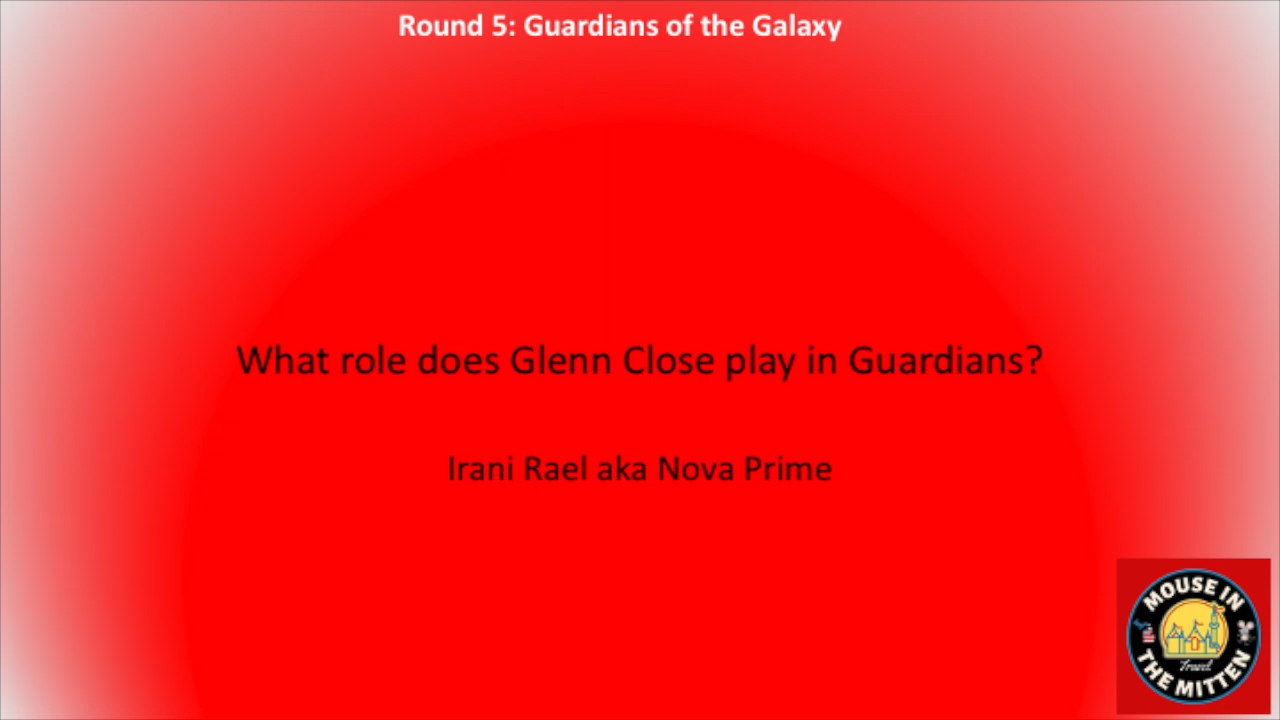 Round 5: Guardians of the Galaxy
What role does Glenn Close play in Guardians?
Irani Rael aka Nova Prime
MOUSE IN
Travel
THE MITTEN